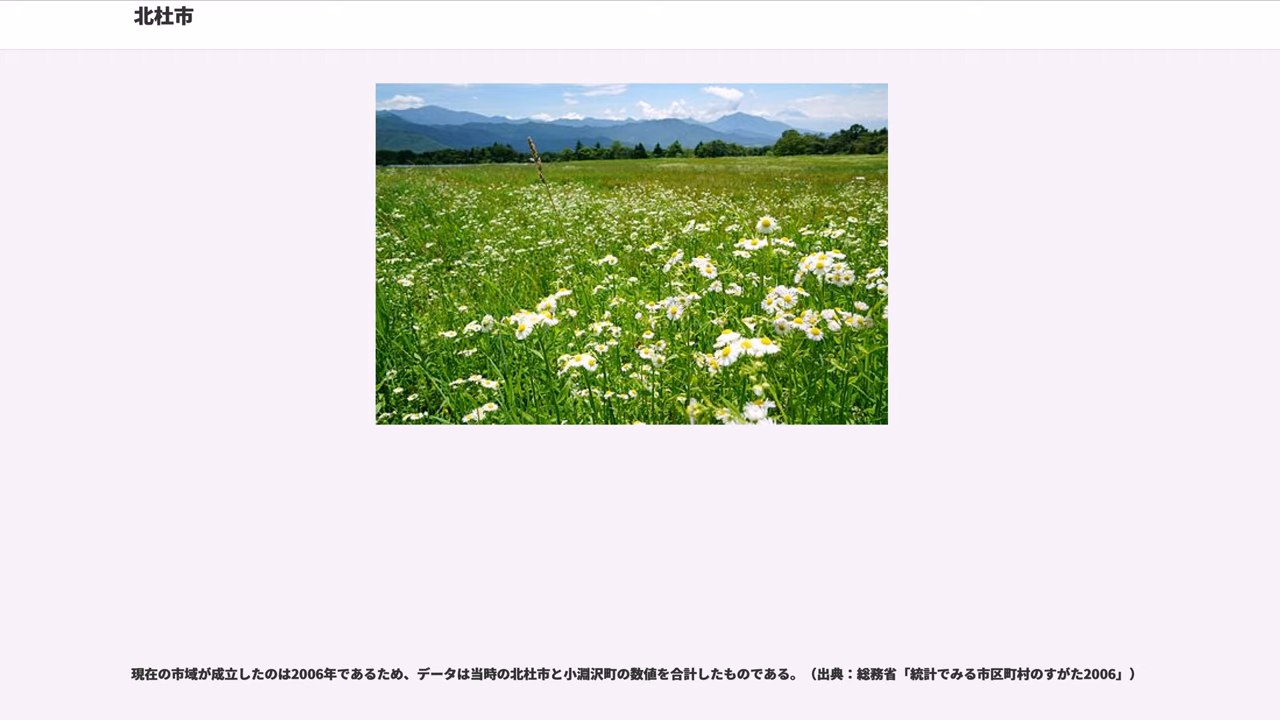 北杜市
現在の市域が成立したのは2006年であるため、データは当時の北杜市と小淵沢町の数値を合計したものである。（出典：総務省「統計でみる市区町村のすがた2006」）